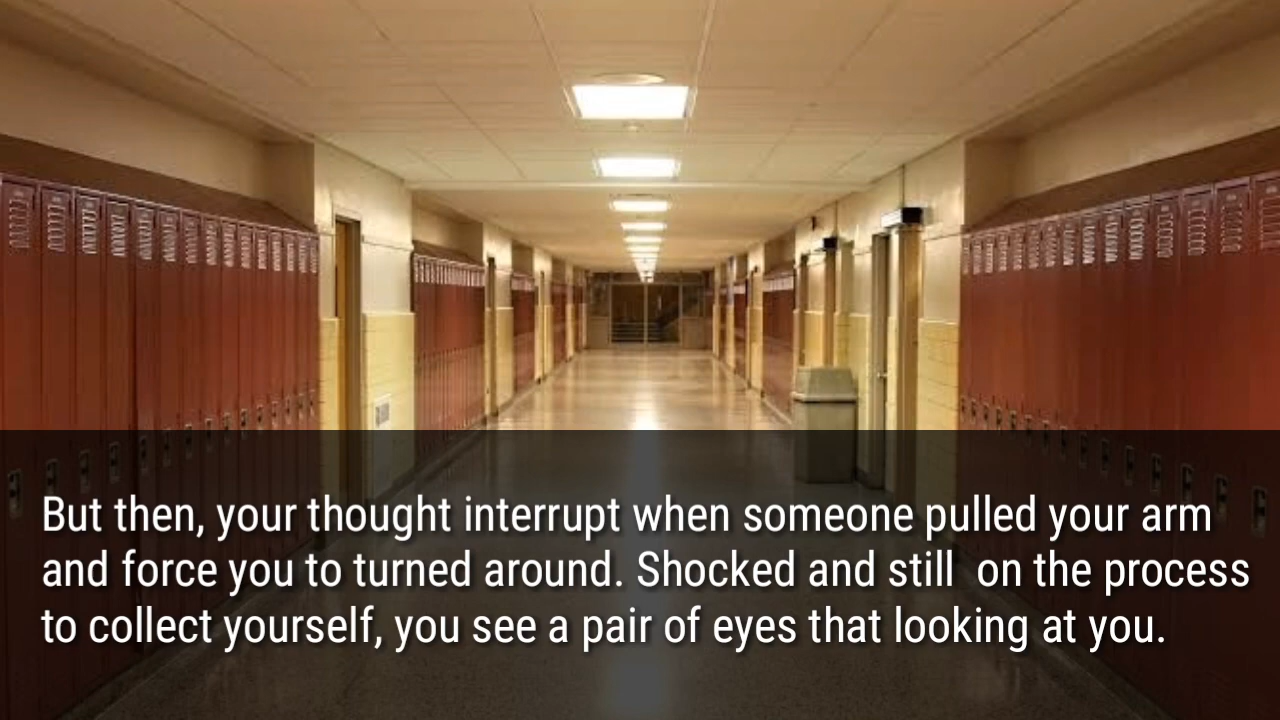 But then, your thought interrupt when someone pulled your arm
and force you to turned around. Shocked and still  on the process
to collect yourself, you see a pair of eyes that looking at you.